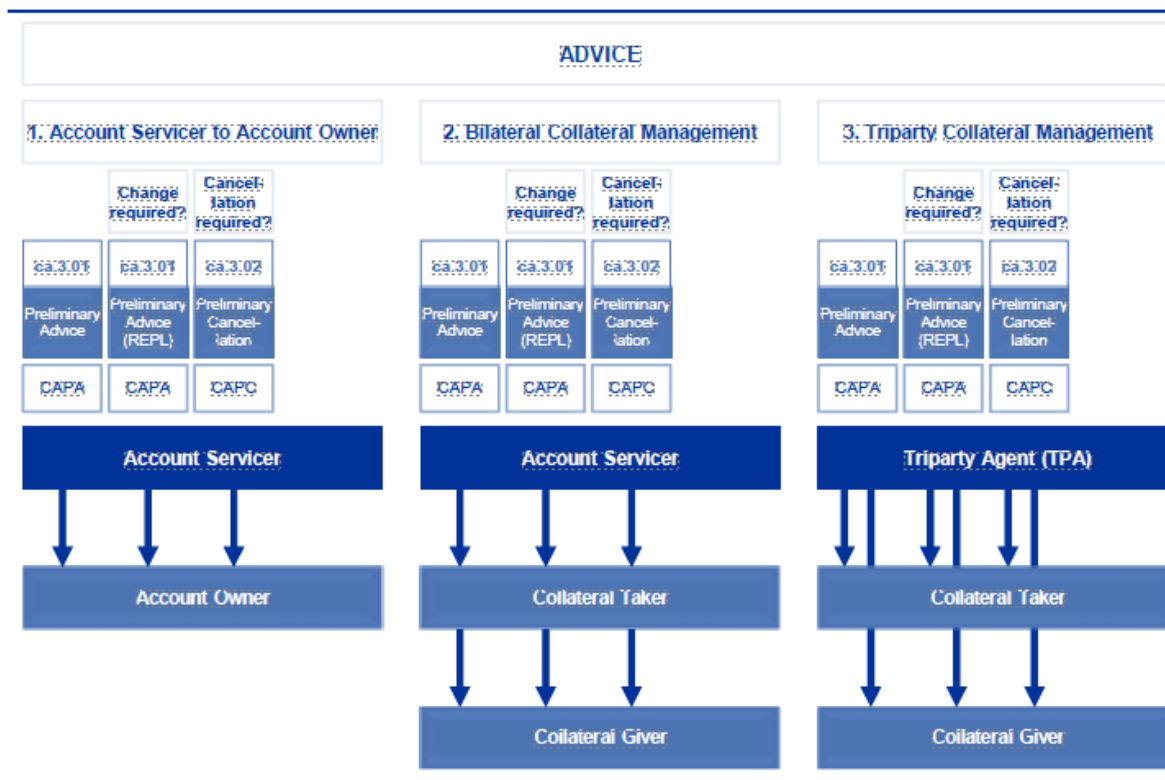 ADVICE
1. Account Servicer to Account Owner
2. Bilateral Collateral Management
3. Triparty Collateral Management
Change
required?
Cancel-
lation
required?
Change
required?
Cancel-
lation
required?
Change
required?
Cancel-
lation
required?
ca.3.01
ca.3.01
ca.3.02
ca.3.01
ca.3.01
ca.3.02
ca.3.01
ca.3.01
ca.3.02
Preliminary
Advice
Preliminary
Advice
(REPL)
Preliminary
Cancel-
lation
Preliminary
Advice
Preliminary
Advice
(REPL)
Preliminary
Cancel-
lation
Preliminary
Advice
Preliminary
Advice
(REPL)
Preliminary
Cancel-
lation
CAPA
CAPA
CAPC
CAPA
CAPA
CAPC
CAPA
CAPA
CAPC
Account Servicer
Account Servicer
Triparty Agent (TPA)
Account Owner
Collateral Taker
Collateral Taker
Collateral Giver
Collateral Giver